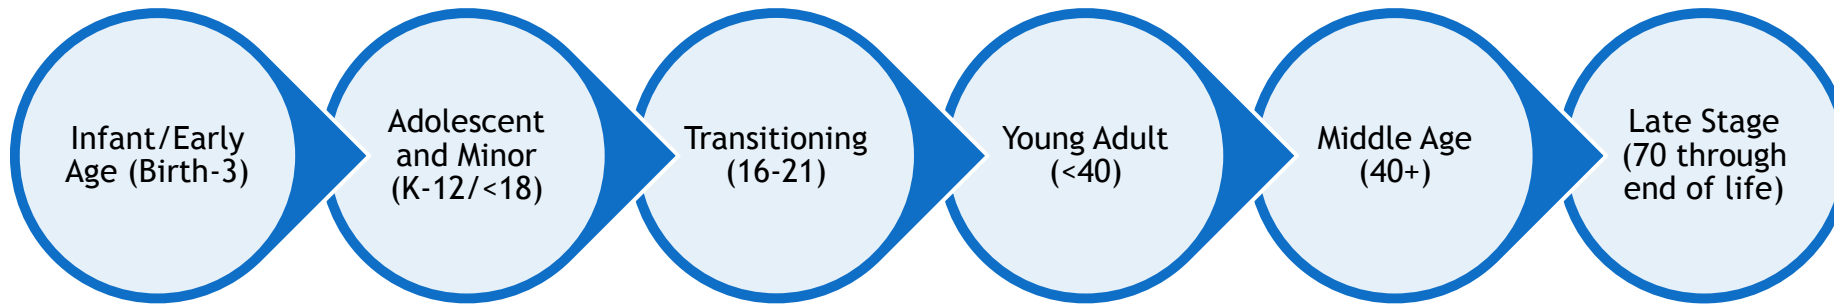 Infant/Early
Age (Birth-3)
Adolescent
and Minor
(K-12/<18)
Transitioning
(16-21)
Young Adult
(<40)
Middle Age
(40+)
Late Stage
(70 through
end of life)